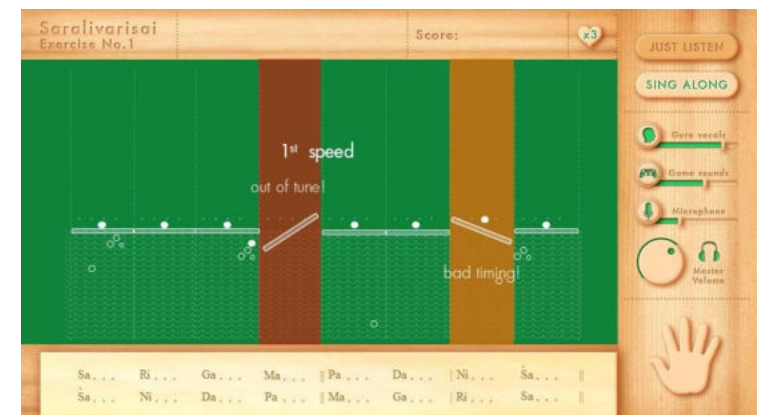 Saralivarisai
Exercise No.1
Score:
x3
JUST LISTEN
SING ALONG
Guru vocals
Game sounds
Microphone
Master
Volume
1st speed
out of tune!
bad timing!
Sa , , , Ri , , , Ga , , , Ma , , , || Pa , , , Da , , , | Ni , , , Ṡa , , , ||
Ṡa , , , Ni , , , Da , , , Pa , , , || Ma , , , Ga , , , | Ri , , , Sa , , , ||